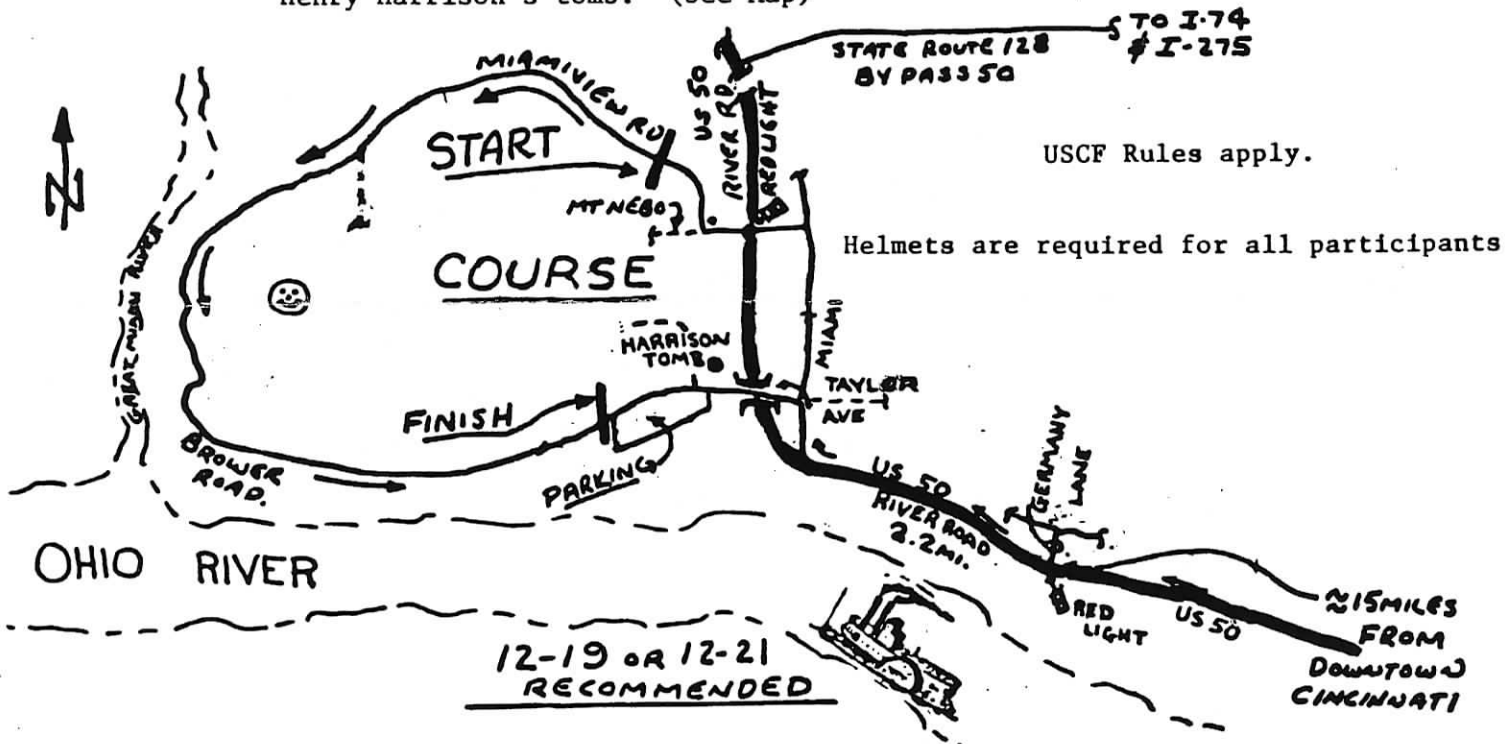 Henry Harrison's tomb. (See Map)
TO I-74
& I-275
STATE ROUTE 128
BY PASS 50
MIAMIVIEW RD
US 50
RIVER RD
RED LIGHT
START
USCF Rules apply.
N
MT NEBO
Helmets are required for all participants
COURSE
GREAT MIAMI RIVER
MIAMI
HARRISON
TOMB
TAYLOR
AVE
FINISH
PARKING
BROWER
ROAD.
GERMANY
LANE
US 50
RIVER ROAD
2.2 MI.
OHIO RIVER
RED
LIGHT
US 50
≈15 MILES
FROM
DOWNTOWN
CINCINNATI
12-19 OR 12-21
RECOMMENDED